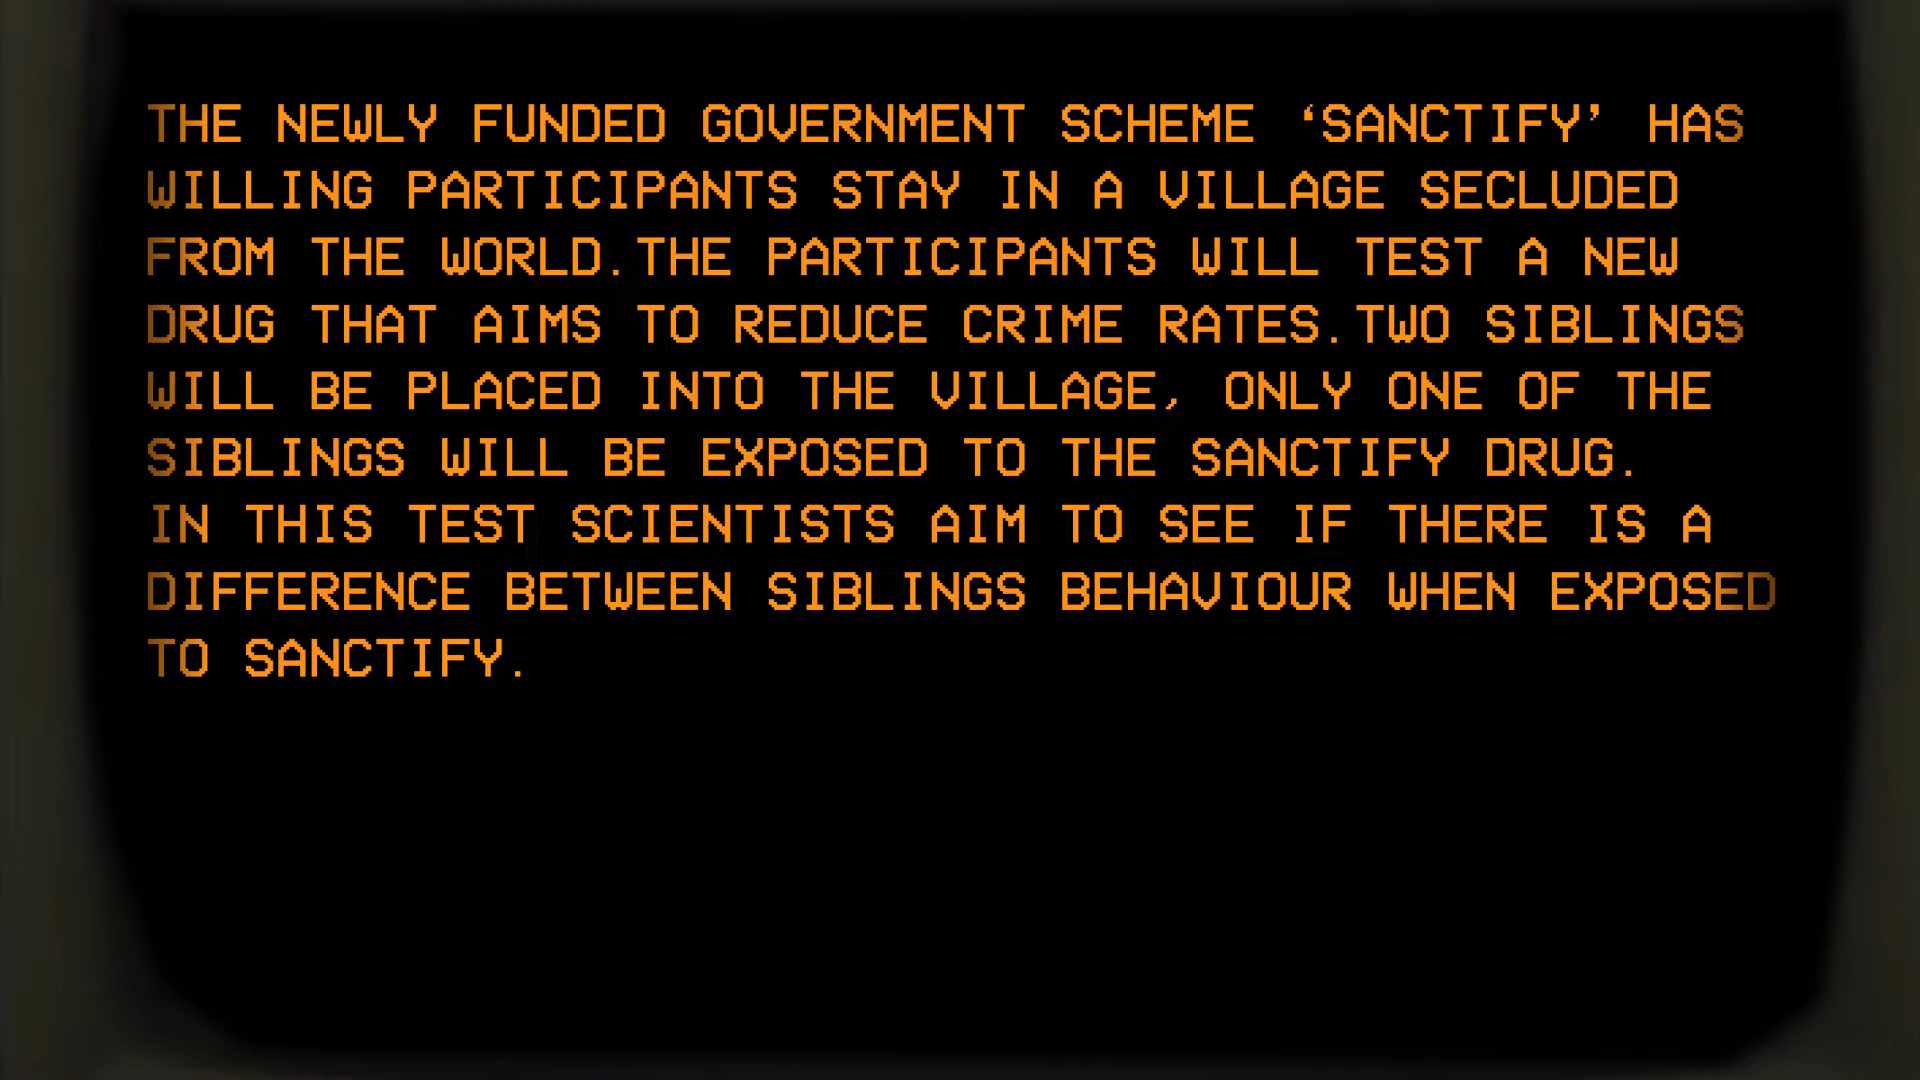 THE NEWLY FUNDED GOVERNMENT SCHEME ‘SANCTIFY’ HAS
WILLING PARTICIPANTS STAY IN A VILLAGE SECLUDED
FROM THE WORLD.THE PARTICIPANTS WILL TEST A NEW
DRUG THAT AIMS TO REDUCE CRIME RATES.TWO SIBLINGS
WILL BE PLACED INTO THE VILLAGE, ONLY ONE OF THE
SIBLINGS WILL BE EXPOSED TO THE SANCTIFY DRUG.
IN THIS TEST SCIENTISTS AIM TO SEE IF THERE IS A
DIFFERENCE BETWEEN SIBLINGS BEHAVIOUR WHEN EXPOSED
TO SANCTIFY.